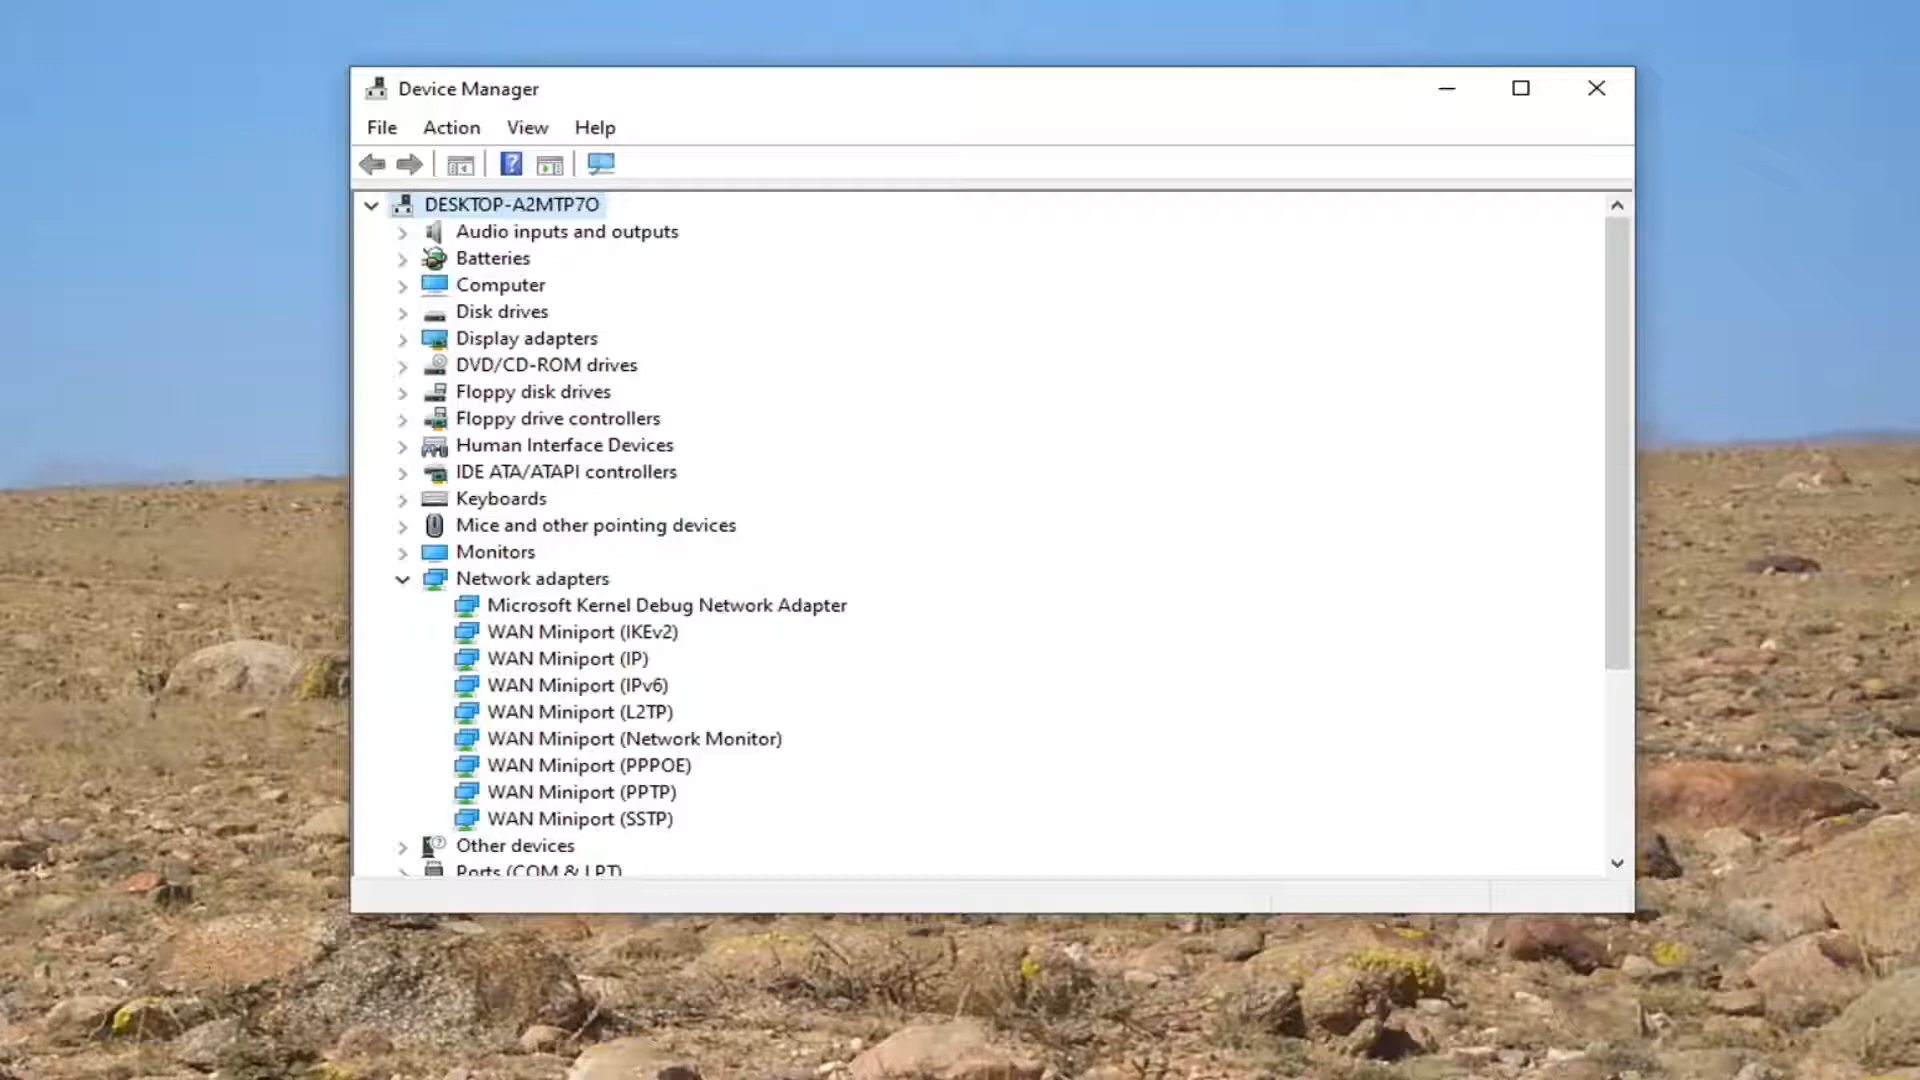 Device Manager
File Action View Help
DESKTOP-A2MTP7O
Audio inputs and outputs
Batteries
Computer
Disk drives
Display adapters
DVD/CD-ROM drives
Floppy disk drives
Floppy drive controllers
Human Interface Devices
IDE ATA/ATAPI controllers
Keyboards
Mice and other pointing devices
Monitors
Network adapters
Microsoft Kernel Debug Network Adapter
WAN Miniport (IKEv2)
WAN Miniport (IP)
WAN Miniport (IPv6)
WAN Miniport (L2TP)
WAN Miniport (Network Monitor)
WAN Miniport (PPPOE)
WAN Miniport (PPTP)
WAN Miniport (SSTP)
Other devices
Ports (COM & LPT)